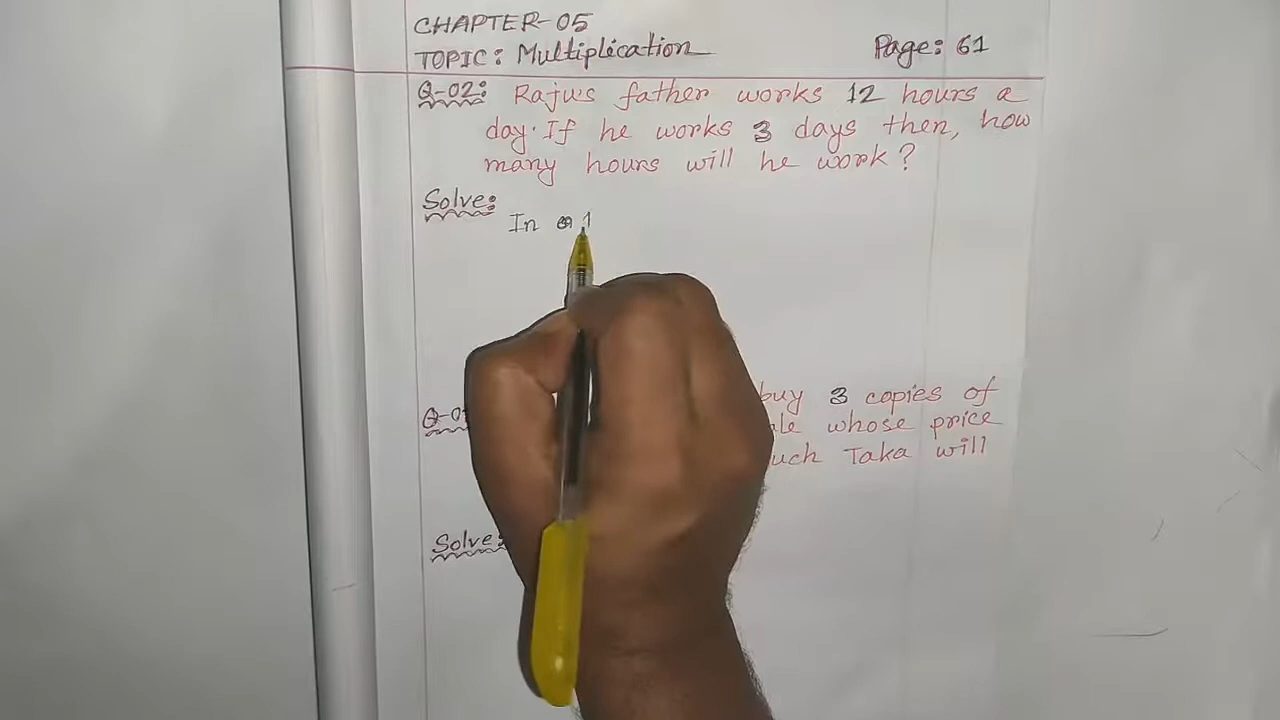 CHAPTER-05
TOPIC: Multiplication Page: 61
Q-02: Raju's father works 12 hours a
day. If he works 3 days then, how
many hours will he work?
Solve:
In 1
buy 3 copies of
whose price
Taka will
Solve: